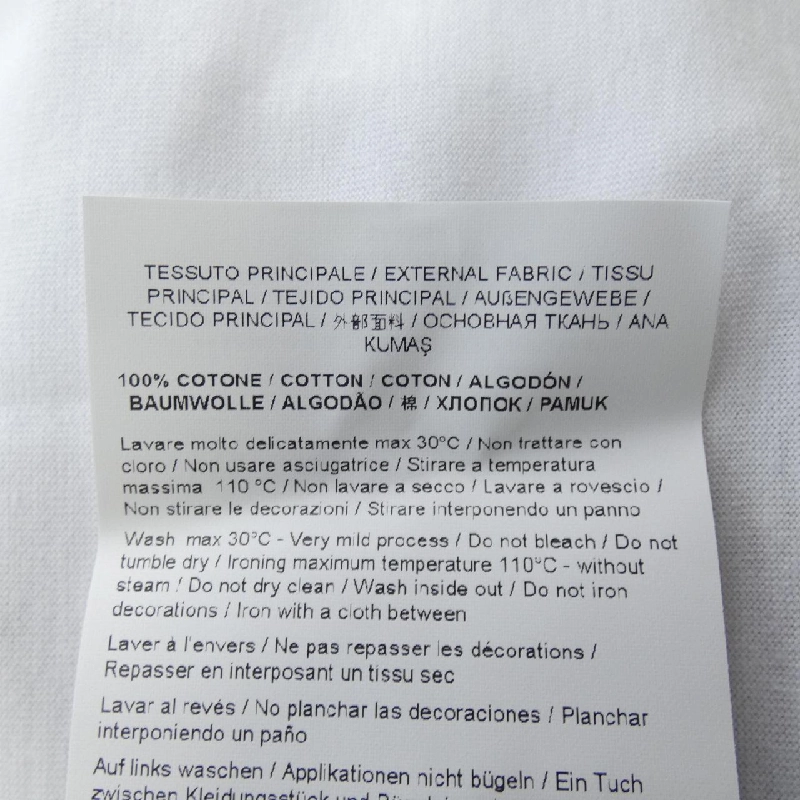 TESSUTO PRINCIPALE / EXTERNAL FABRIC / TISSU
PRINCIPAL / TEJIDO PRINCIPAL / AUßENGEWEBE /
TECIDO PRINCIPAL / 外部面料 / ОСНОВНАЯ ТКАНЬ / ANA
KUMAŞ
100% COTONE / COTTON / COTON / ALGODÓN /
BAUMWOLLE / ALGODÃO / 棉 / ХЛОПОК / PAMUK
Lavare molto delicatamente max 30°C / Non trattare con
cloro / Non usare asciugatrice / Stirare a temperatura
massima 110 °C / Non lavare a secco / Lavare a rovescio /
Non stirare le decorazioni / Stirare interponendo un panno
Wash max 30°C - Very mild process / Do not bleach / Do not
tumble dry / Ironing maximum temperature 110°C - without
steam / Do not dry clean / Wash inside out / Do not iron
decorations / Iron with a cloth between
Laver à l'envers / Ne pas repasser les décorations /
Repasser en interposant un tissu sec
Lavar al revés / No planchar las decoraciones / Planchar
interponiendo un paño
Auf links waschen / Applikationen nicht bügeln / Ein Tuch
zwischen Kleidungsstück und